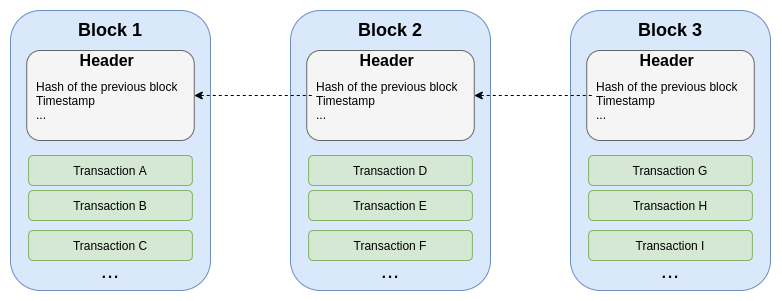 Block 1
Header
Hash of the previous block
Timestamp
...
Transaction A
Transaction B
Transaction C
...
Block 2
Header
Hash of the previous block
Timestamp
...
Transaction D
Transaction E
Transaction F
...
Block 3
Header
Hash of the previous block
Timestamp
...
Transaction G
Transaction H
Transaction I
...